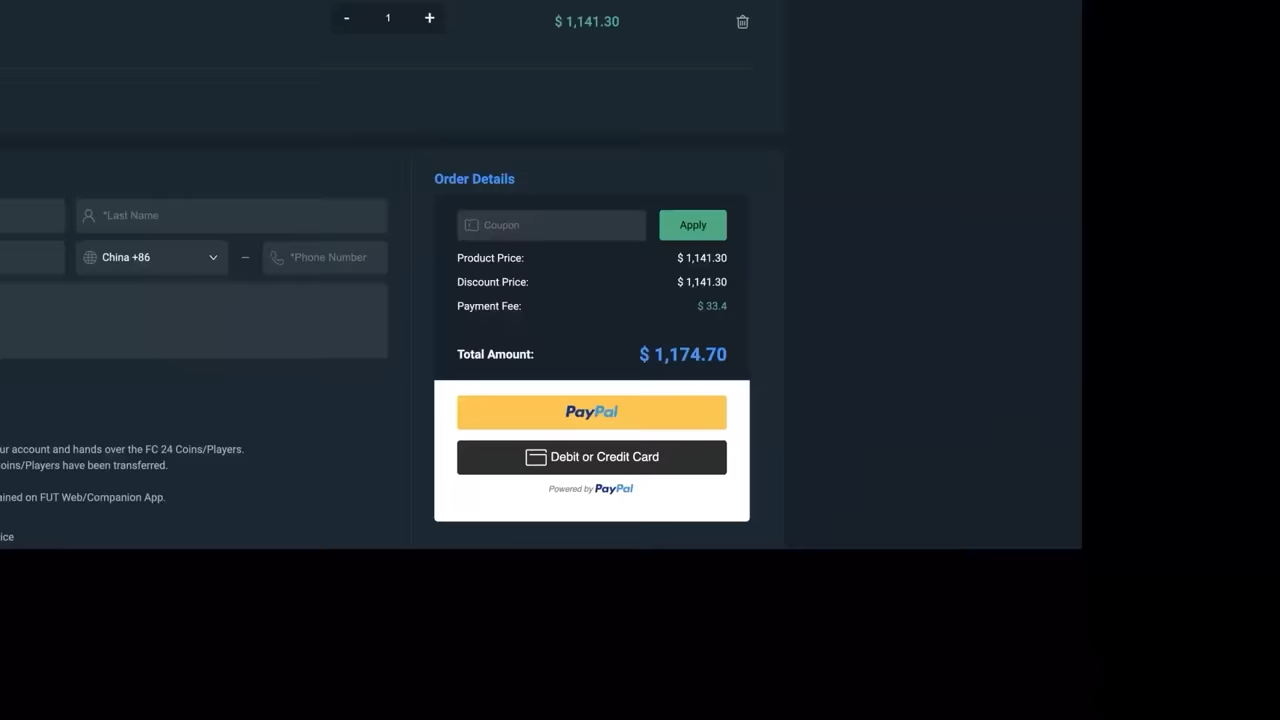 - 1 + $ 1,141.30
Order Details
*Last Name
Coupon Apply
China +86 – *Phone Number
Product Price: $ 1,141.30
Discount Price: $ 1,141.30
Payment Fee: $ 33.4
Total Amount: $ 1,174.70
PayPal
Debit or Credit Card
Powered by PayPal
ur account and hands over the FC 24 Coins/Players.
oins/Players have been transferred.
ained on FUT Web/Companion App.
ice